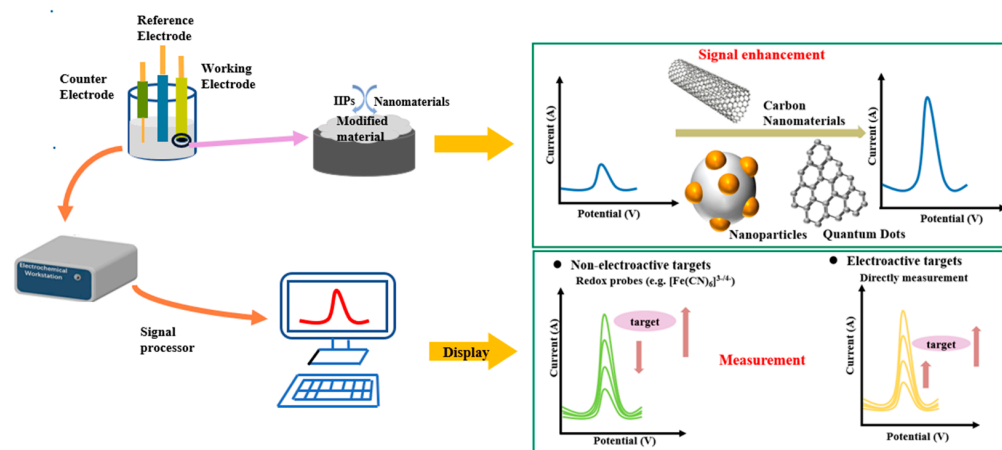 Reference
Electrode
Counter
Electrode
Working
Electrode
IIPs
Nanomaterials
Modified
material
Signal enhancement
Current (A)
Potential (V)
Carbon
Nanomaterials
Nanoparticles
Quantum Dots
Current (A)
Potential (V)
Electrochemical
Workstation
Signal
processor
Display
● Non-electroactive targets
Redox probes (e.g. [Fe(CN)₆]³⁻/⁴⁻)
target
Current (A)
Potential (V)
Measurement
● Electroactive targets
Directly measurement
target
Current (A)
Potential (V)